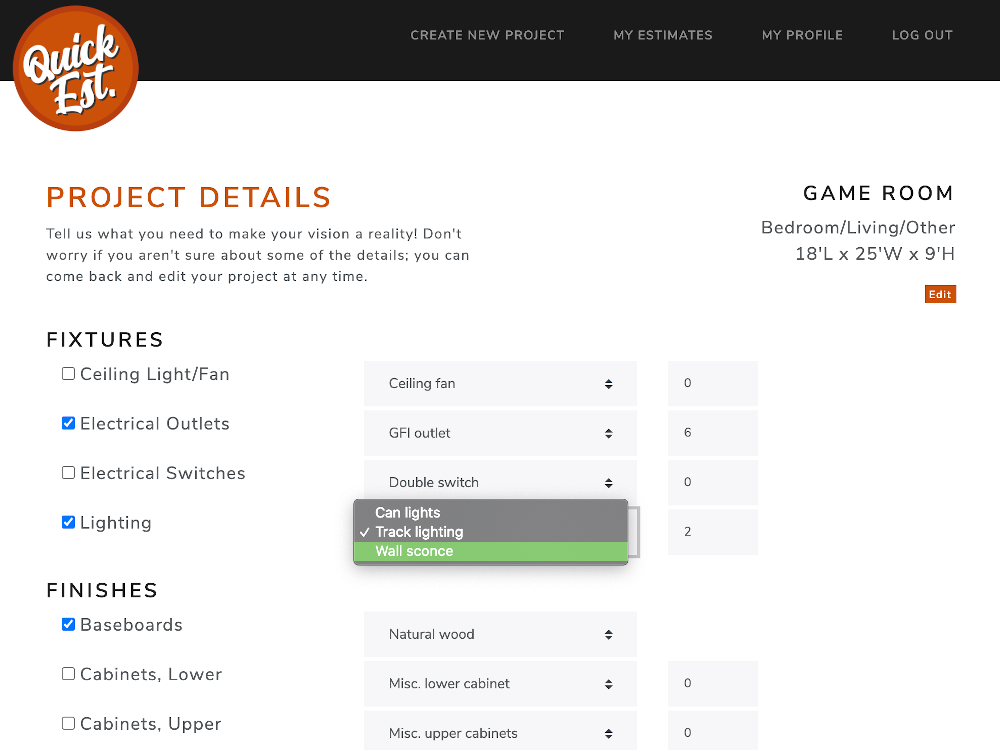 Quick
Est.
CREATE NEW PROJECT MY ESTIMATES MY PROFILE LOG OUT
PROJECT DETAILS
Tell us what you need to make your vision a reality! Don't
worry if you aren't sure about some of the details; you can
come back and edit your project at any time.
GAME ROOM
Bedroom/Living/Other
18'L x 25'W x 9'H
Edit
FIXTURES
Ceiling Light/Fan Ceiling fan 0
Electrical Outlets GFI outlet 6
Electrical Switches Double switch 0
Can lights
Lighting Track lighting 2
Wall sconce
FINISHES
Baseboards Natural wood
Cabinets, Lower Misc. lower cabinet 0
Cabinets, Upper Misc. upper cabinets 0